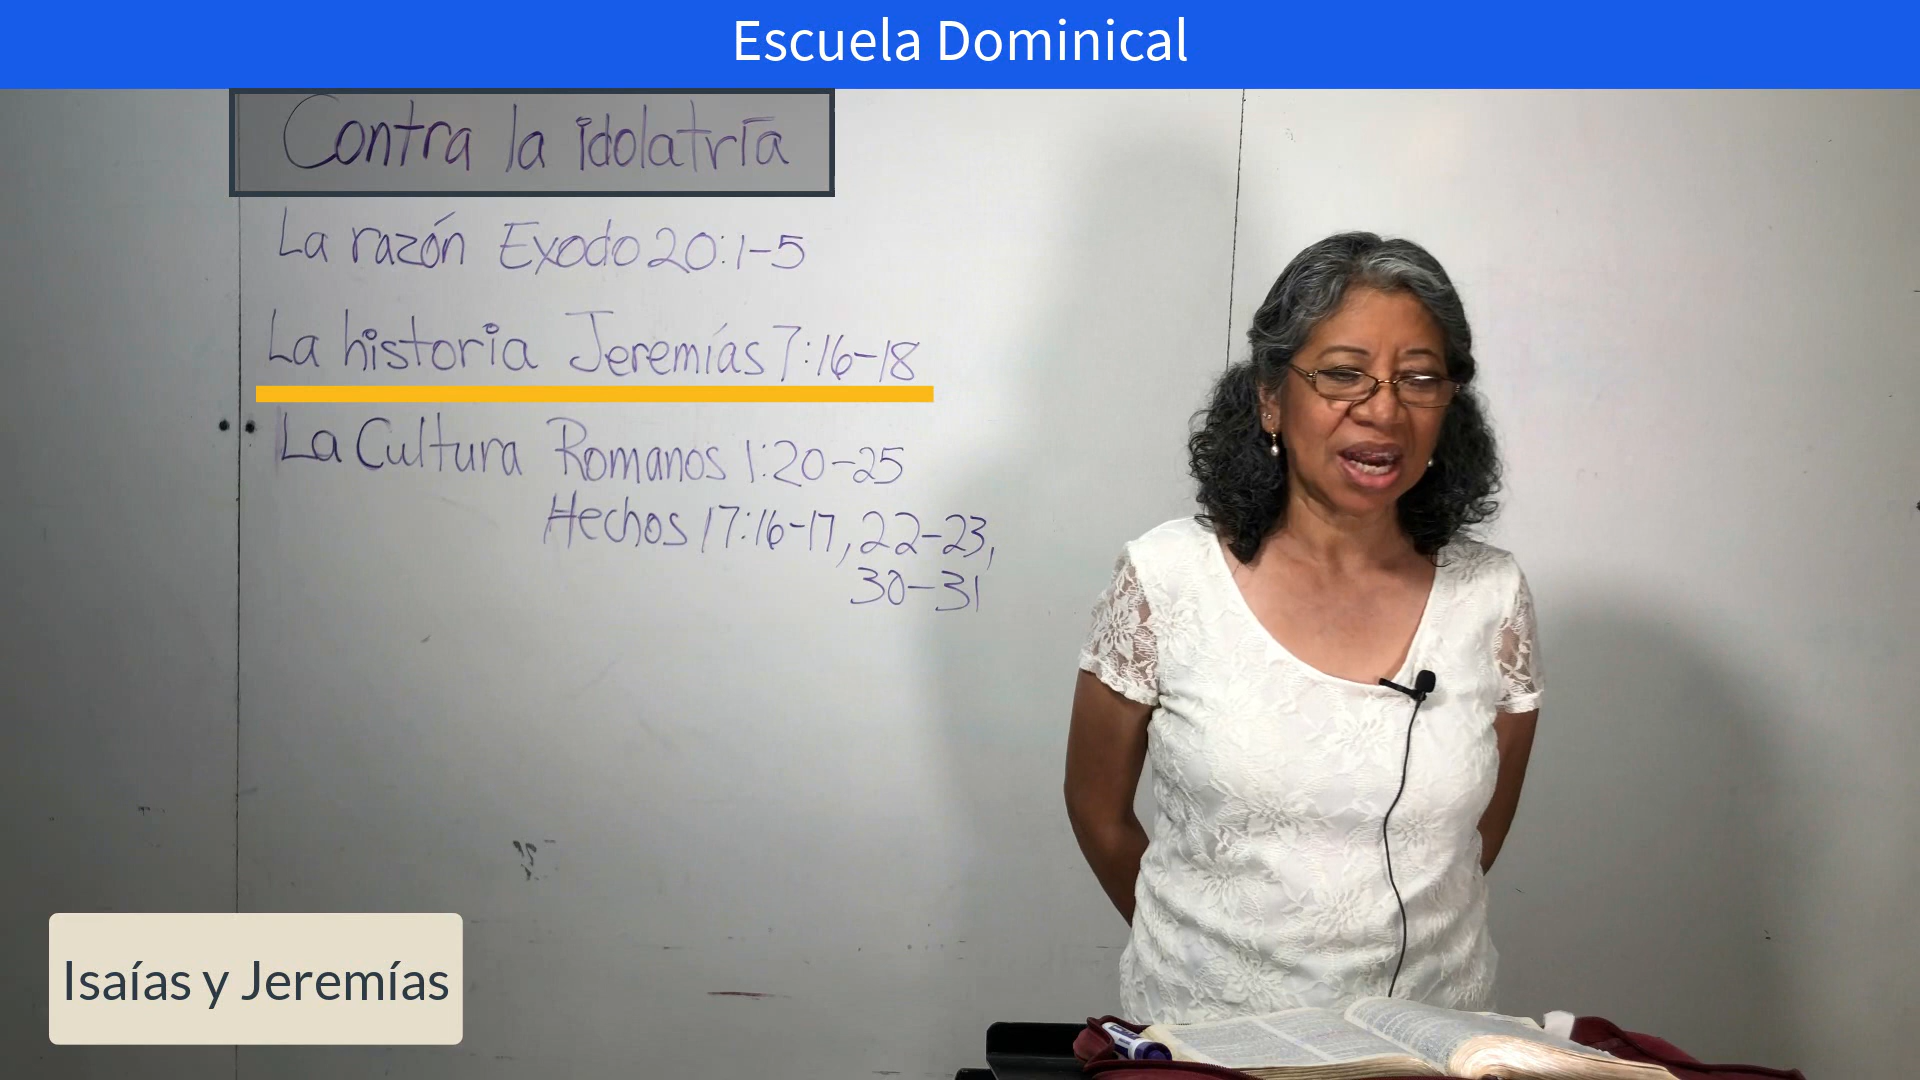 Escuela Dominical
Contra la idolatría
La razón Exodo 20:1-5
La historia Jeremías 7:16-18
La Cultura Romanos 1:20-25
Hechos 17:16-17, 22-23,
30-31
Isaías y Jeremías